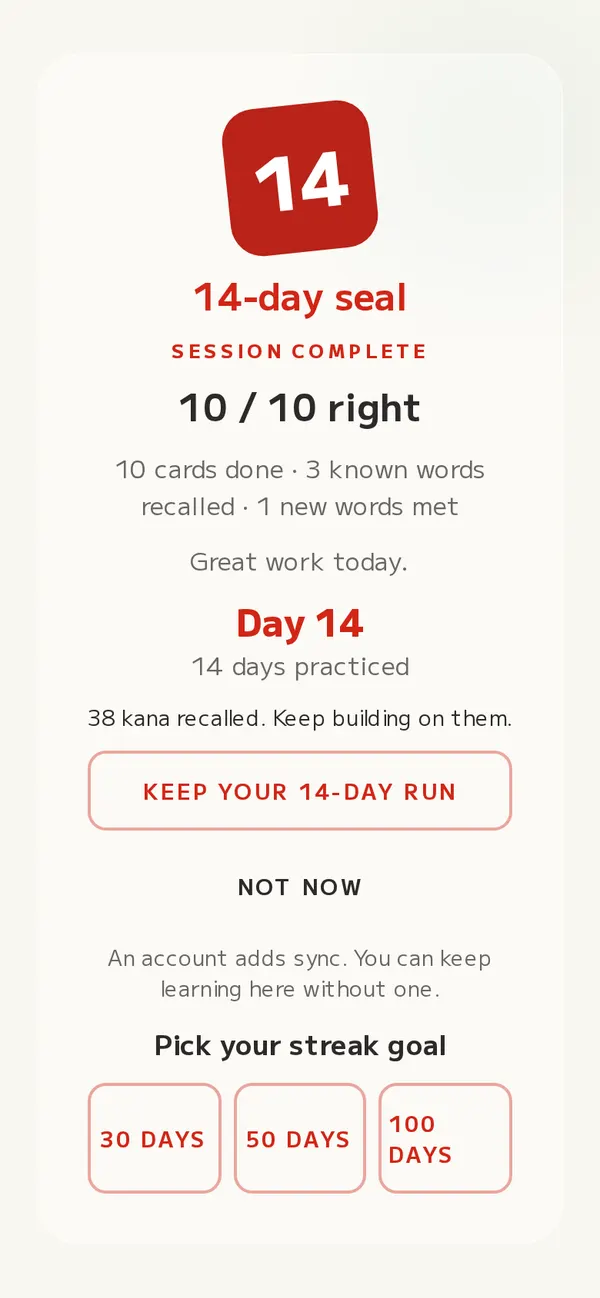 14
14-day seal
SESSION COMPLETE
10 / 10 right
10 cards done · 3 known words
recalled · 1 new words met
Great work today.
Day 14
14 days practiced
38 kana recalled. Keep building on them.
KEEP YOUR 14-DAY RUN
NOT NOW
An account adds sync. You can keep
learning here without one.
Pick your streak goal
30 DAYS
50 DAYS
100
DAYS